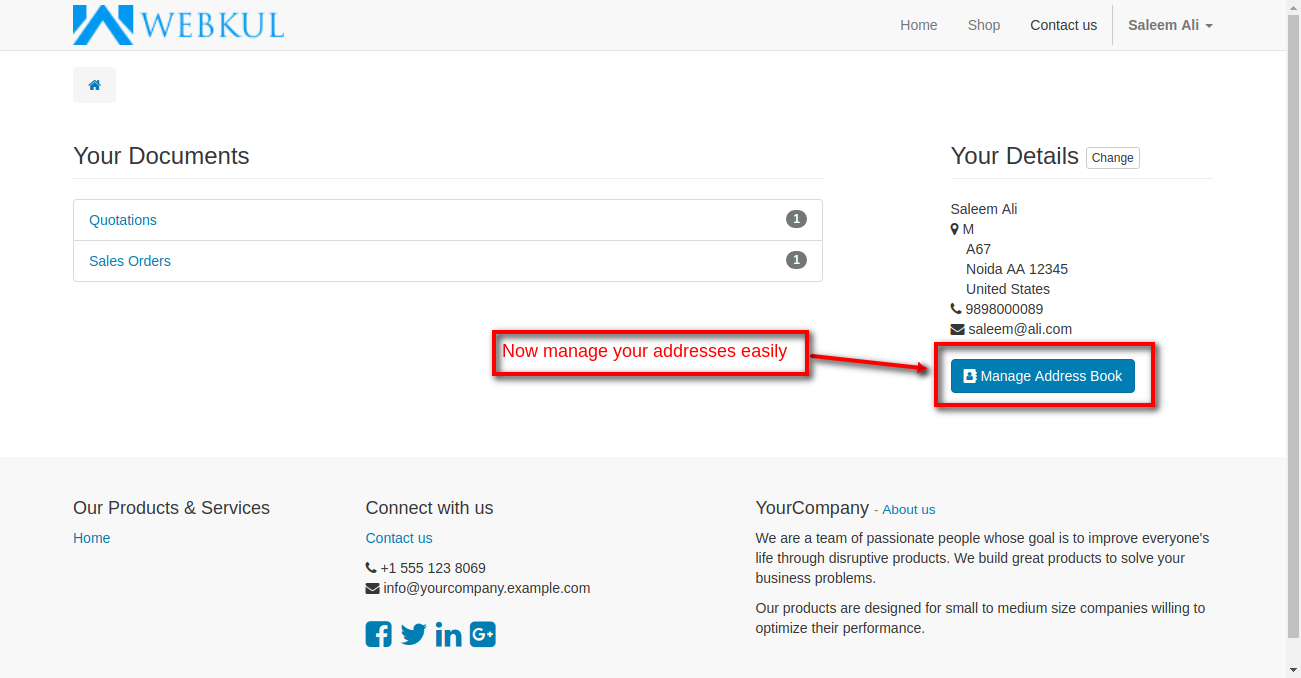 WEBKUL
Home Shop Contact us Saleem Ali
Your Documents
Quotations 1
Sales Orders 1
Your Details Change
Saleem Ali
M
A67
Noida AA 12345
United States
9898000089
saleem@ali.com
Now manage your addresses easily
Manage Address Book
Our Products & Services
Home
Connect with us
Contact us
+1 555 123 8069
info@yourcompany.example.com
YourCompany - About us
We are a team of passionate people whose goal is to improve everyone's
life through disruptive products. We build great products to solve your
business problems.
Our products are designed for small to medium size companies willing to
optimize their performance.